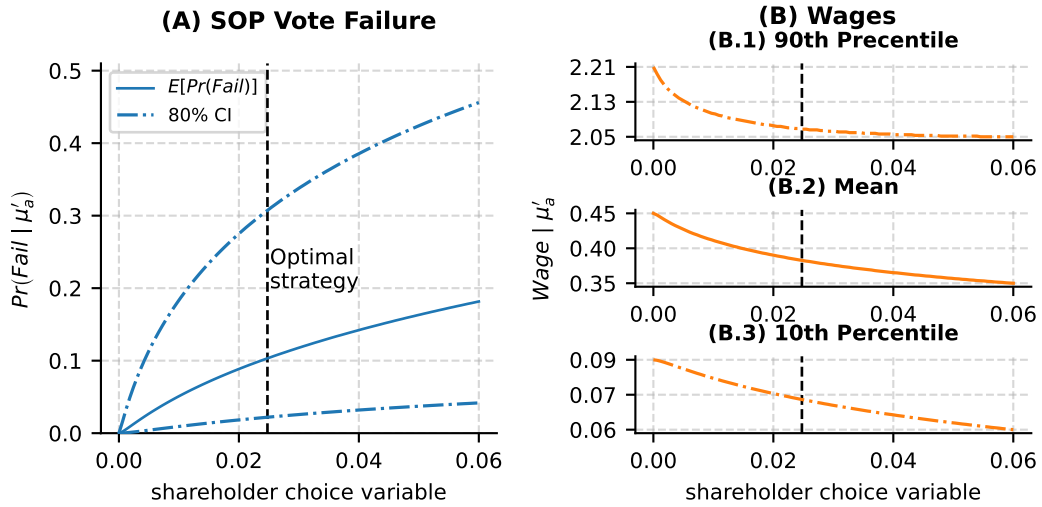 (A) SOP Vote Failure
0.5
0.4
0.3
0.2
0.1
0.0
Pr(Fail | μ′ₐ)
E[Pr(Fail)]
80% CI
Optimal
strategy
0.00 0.02 0.04 0.06
shareholder choice variable
(B) Wages
(B.1) 90th Precentile
2.21
2.13
2.05
0.00 0.02 0.04 0.06
(B.2) Mean
Wage | μ′ₐ
0.45
0.40
0.35
0.00 0.02 0.04 0.06
(B.3) 10th Percentile
0.09
0.07
0.06
0.00 0.02 0.04 0.06
shareholder choice variable